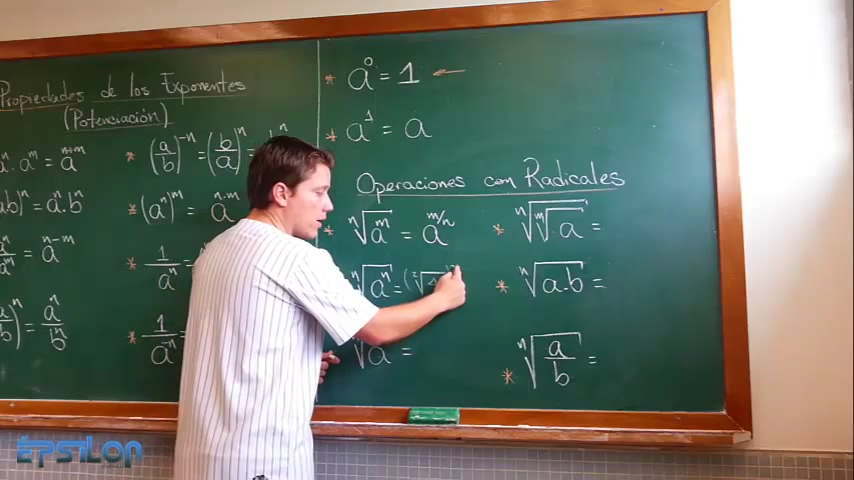 Propiedades de los Exponentes
(Potenciación)
aⁿ · aᵐ = aⁿ⁺ᵐ
* (a/b)⁻ⁿ = (b/a)ⁿ =
(ab)ⁿ = aⁿ.bⁿ
* (aⁿ)ᵐ = aⁿ·ᵐ
= aⁿ⁻ᵐ
* 1/aⁿ
(a/b)ⁿ = aⁿ/bⁿ
* 1/a⁻ⁿ =
* a⁰ = 1 ←
* a¹ = a
Operaciones con Radicales
* ⁿ√aᵐ = aᵐ/ⁿ
* ⁿ√ᵐ√a =
ⁿ√aⁿ = (²√
* ⁿ√a.b =
ⁿ√a =
* ⁿ√a/b =
EPSILON